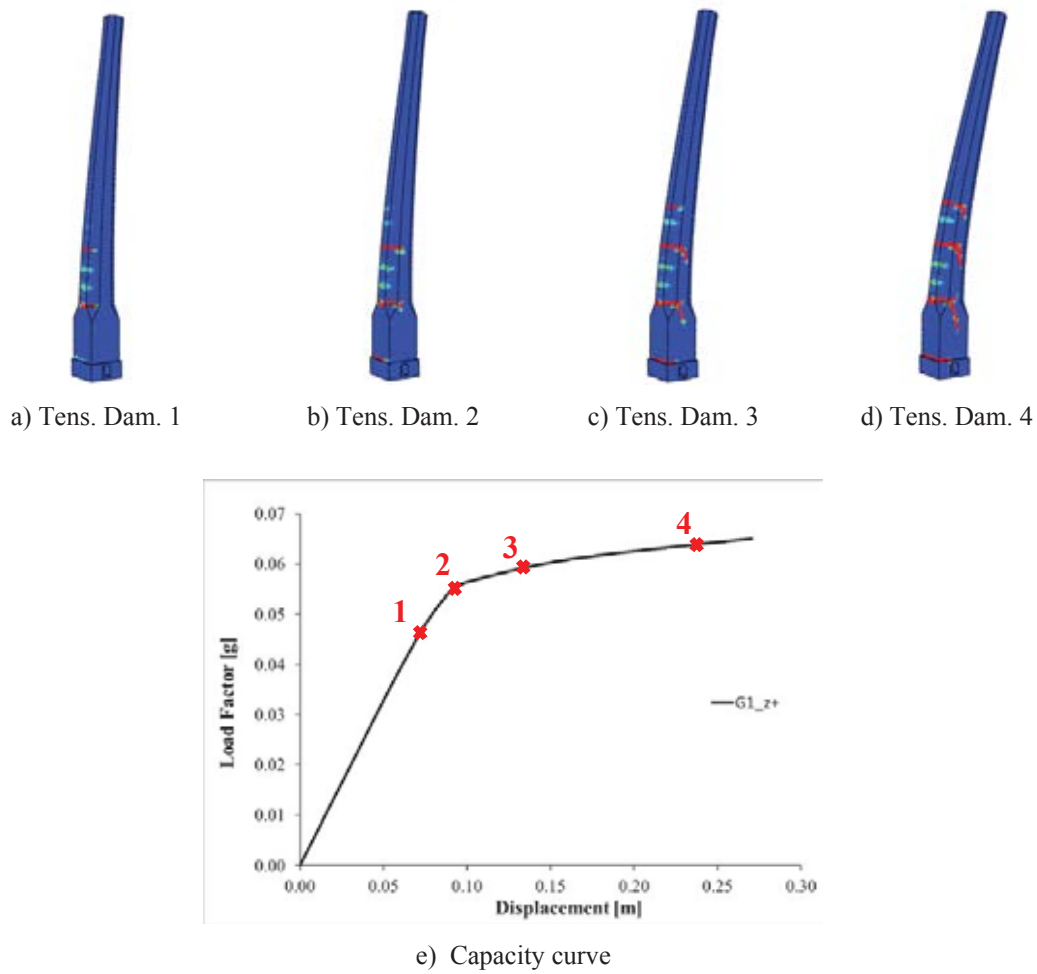 a) Tens. Dam. 1
b) Tens. Dam. 2
c) Tens. Dam. 3
d) Tens. Dam. 4
0.07
0.06
0.05
0.04
0.03
0.02
0.01
0.00
Load Factor [g]
1
2
3
4
G1_z+
0.00 0.05 0.10 0.15 0.20 0.25 0.30
Displacement [m]
e) Capacity curve